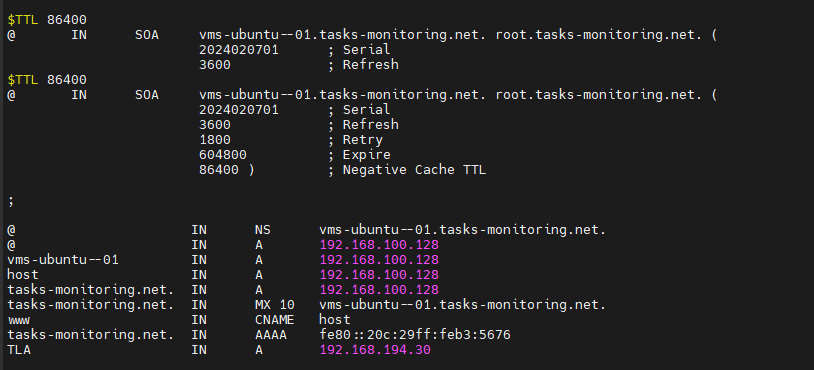 $TTL 86400
@ IN SOA vms-ubuntu--01.tasks-monitoring.net. root.tasks-monitoring.net. (
2024020701 ; Serial
3600 ; Refresh
$TTL 86400
@ IN SOA vms-ubuntu--01.tasks-monitoring.net. root.tasks-monitoring.net. (
2024020701 ; Serial
3600 ; Refresh
1800 ; Retry
604800 ; Expire
86400 ) ; Negative Cache TTL
;
@ IN NS vms-ubuntu--01.tasks-monitoring.net.
@ IN A 192.168.100.128
vms-ubuntu--01 IN A 192.168.100.128
host IN A 192.168.100.128
tasks-monitoring.net. IN A 192.168.100.128
tasks-monitoring.net. IN MX 10 vms-ubuntu--01.tasks-monitoring.net.
www IN CNAME host
tasks-monitoring.net. IN AAAA fe80::20c:29ff:feb3:5676
TLA IN A 192.168.194.30